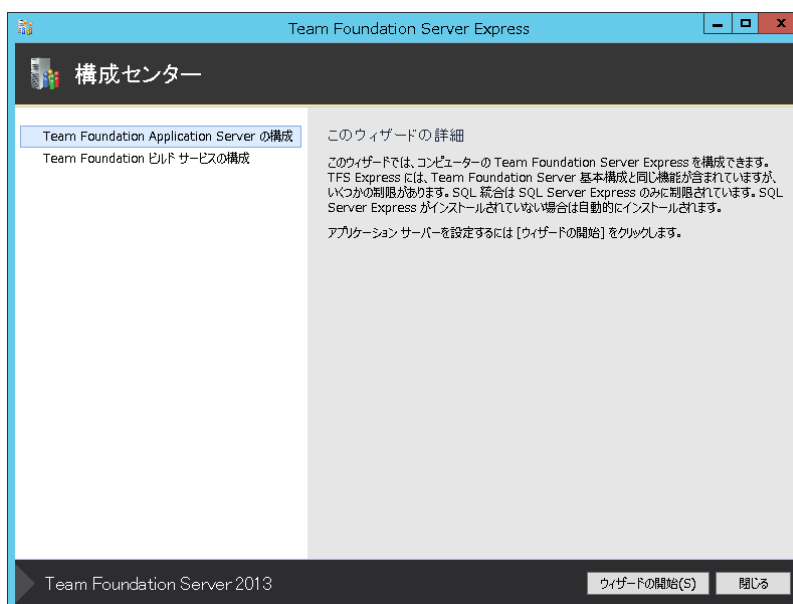 Team Foundation Server Express
構成センター
Team Foundation Application Server の構成
Team Foundation ビルド サービスの構成
このウィザードの詳細
このウィザードでは、コンピューターの Team Foundation Server Express を構成できます。
TFS Express には、Team Foundation Server 基本構成と同じ機能が含まれていますが、
いくつかの制限があります。SQL 統合は SQL Server Express のみに制限されています。SQL
Server Express がインストールされていない場合は自動的にインストールされます。
アプリケーション サーバーを設定するには [ウィザードの開始] をクリックします。
Team Foundation Server 2013
ウィザードの開始(S)
閉じる